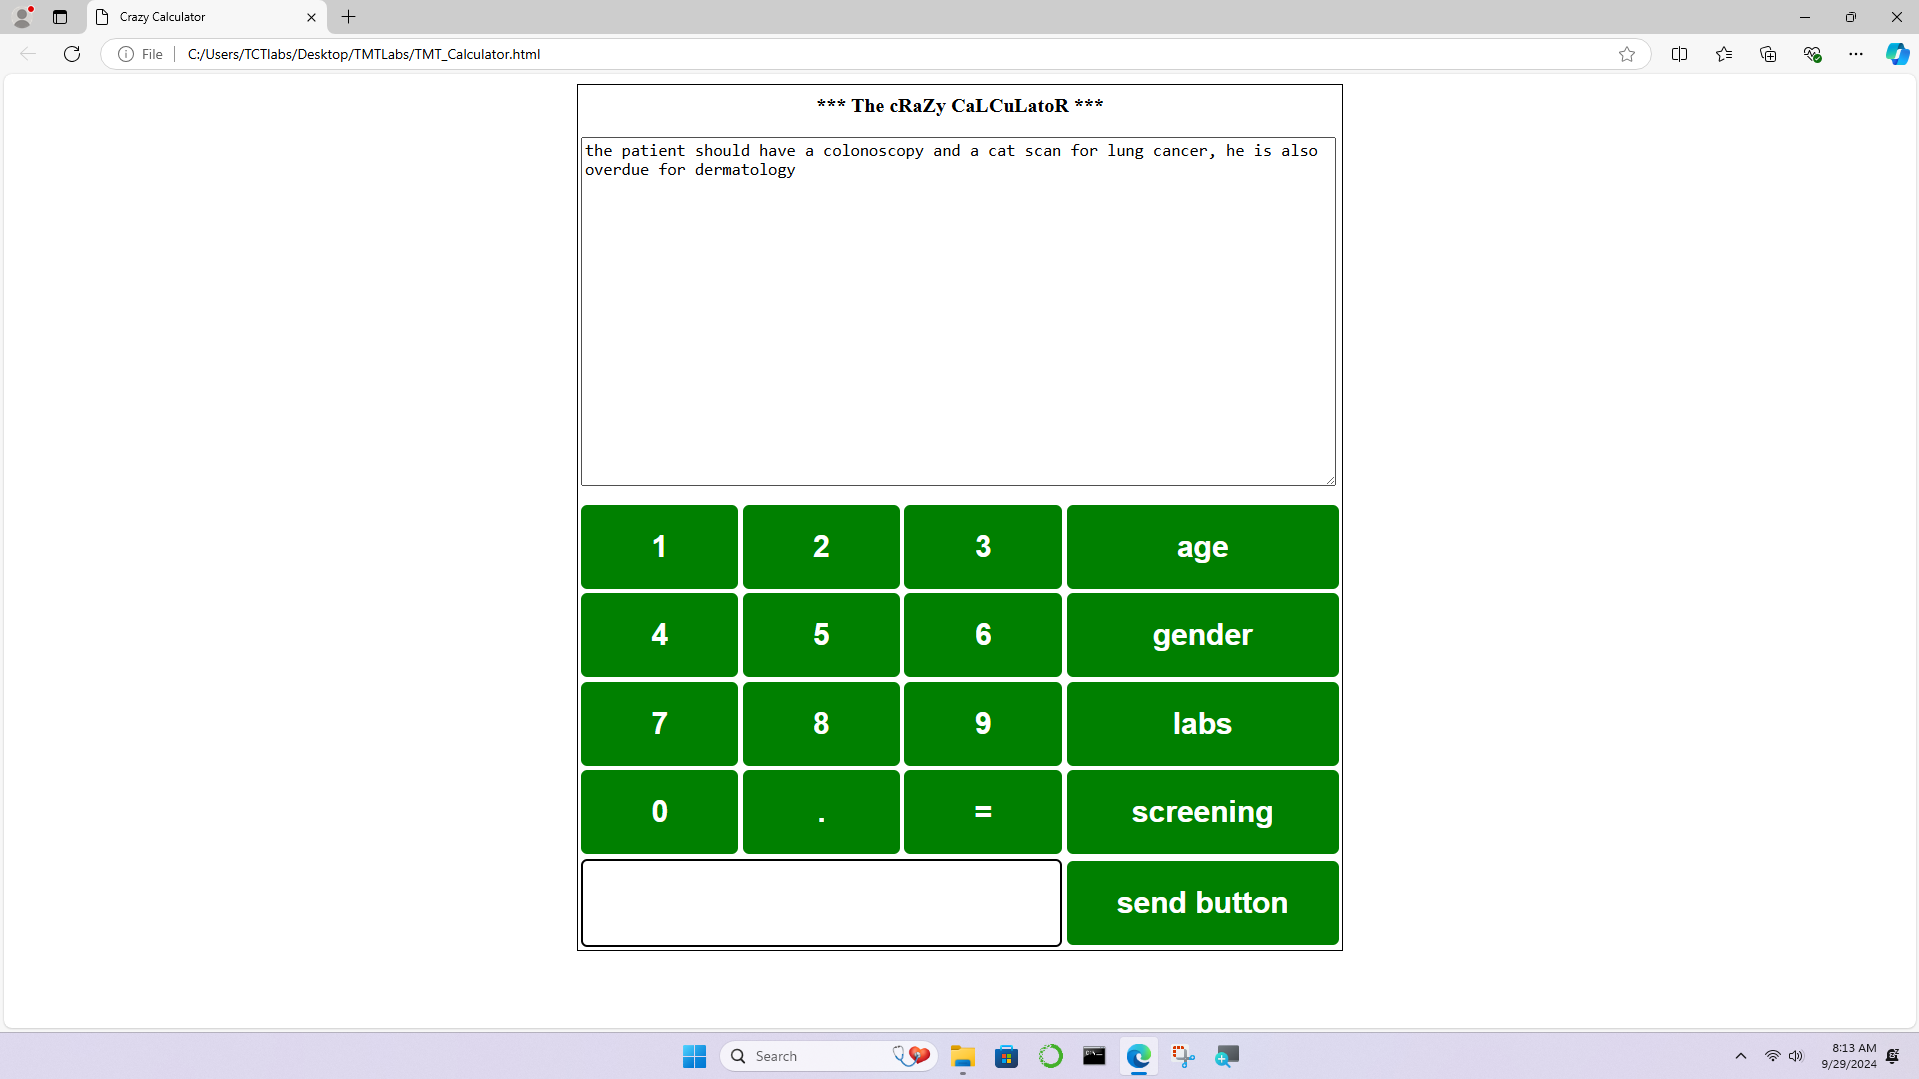 Crazy Calculator
File
C:/Users/TCTlabs/Desktop/TMTLabs/TMT_Calculator.html
*** The cRaZy CaLCuLatoR ***
the patient should have a colonoscopy and a cat scan for lung cancer, he is also
overdue for dermatology
1 2 3 age
4 5 6 gender
7 8 9 labs
0 . = screening
send button
Search
8:13 AM
9/29/2024